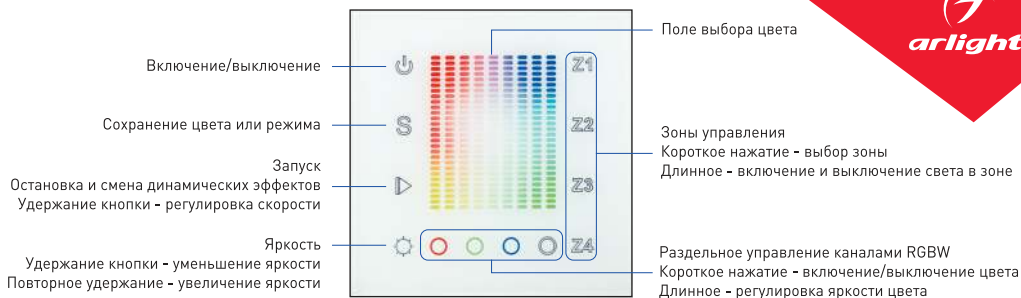 Включение/выключение
Сохранение цвета или режима
Запуск
Остановка и смена динамических эффектов
Удержание кнопки - регулировка скорости
Яркость
Удержание кнопки - уменьшение яркости
Повторное удержание - увеличение яркости
S
Z1
Z2
Z3
Z4
arlight
Поле выбора цвета
Зоны управления
Короткое нажатие - выбор зоны
Длинное - включение и выключение света в зоне
Раздельное управление каналами RGBW
Короткое нажатие - включение/выключение цвета
Длинное - регулировка яркости цвета